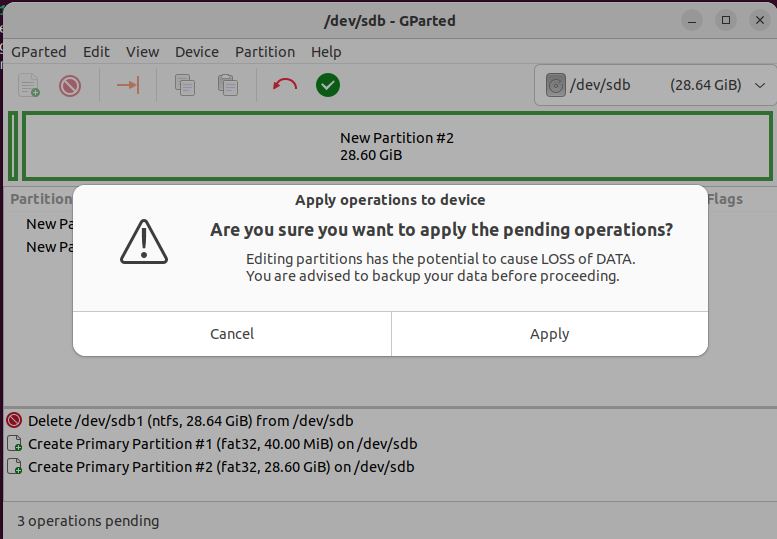 /dev/sdb - GParted
GParted Edit View Device Partition Help
/dev/sdb (28.64 GiB)
New Partition #2
28.60 GiB
Partition Flags
New Pa
New Pa
Apply operations to device
Are you sure you want to apply the pending operations?
Editing partitions has the potential to cause LOSS of DATA.
You are advised to backup your data before proceeding.
Cancel Apply
Delete /dev/sdb1 (ntfs, 28.64 GiB) from /dev/sdb
Create Primary Partition #1 (fat32, 40.00 MiB) on /dev/sdb
Create Primary Partition #2 (fat32, 28.60 GiB) on /dev/sdb
3 operations pending